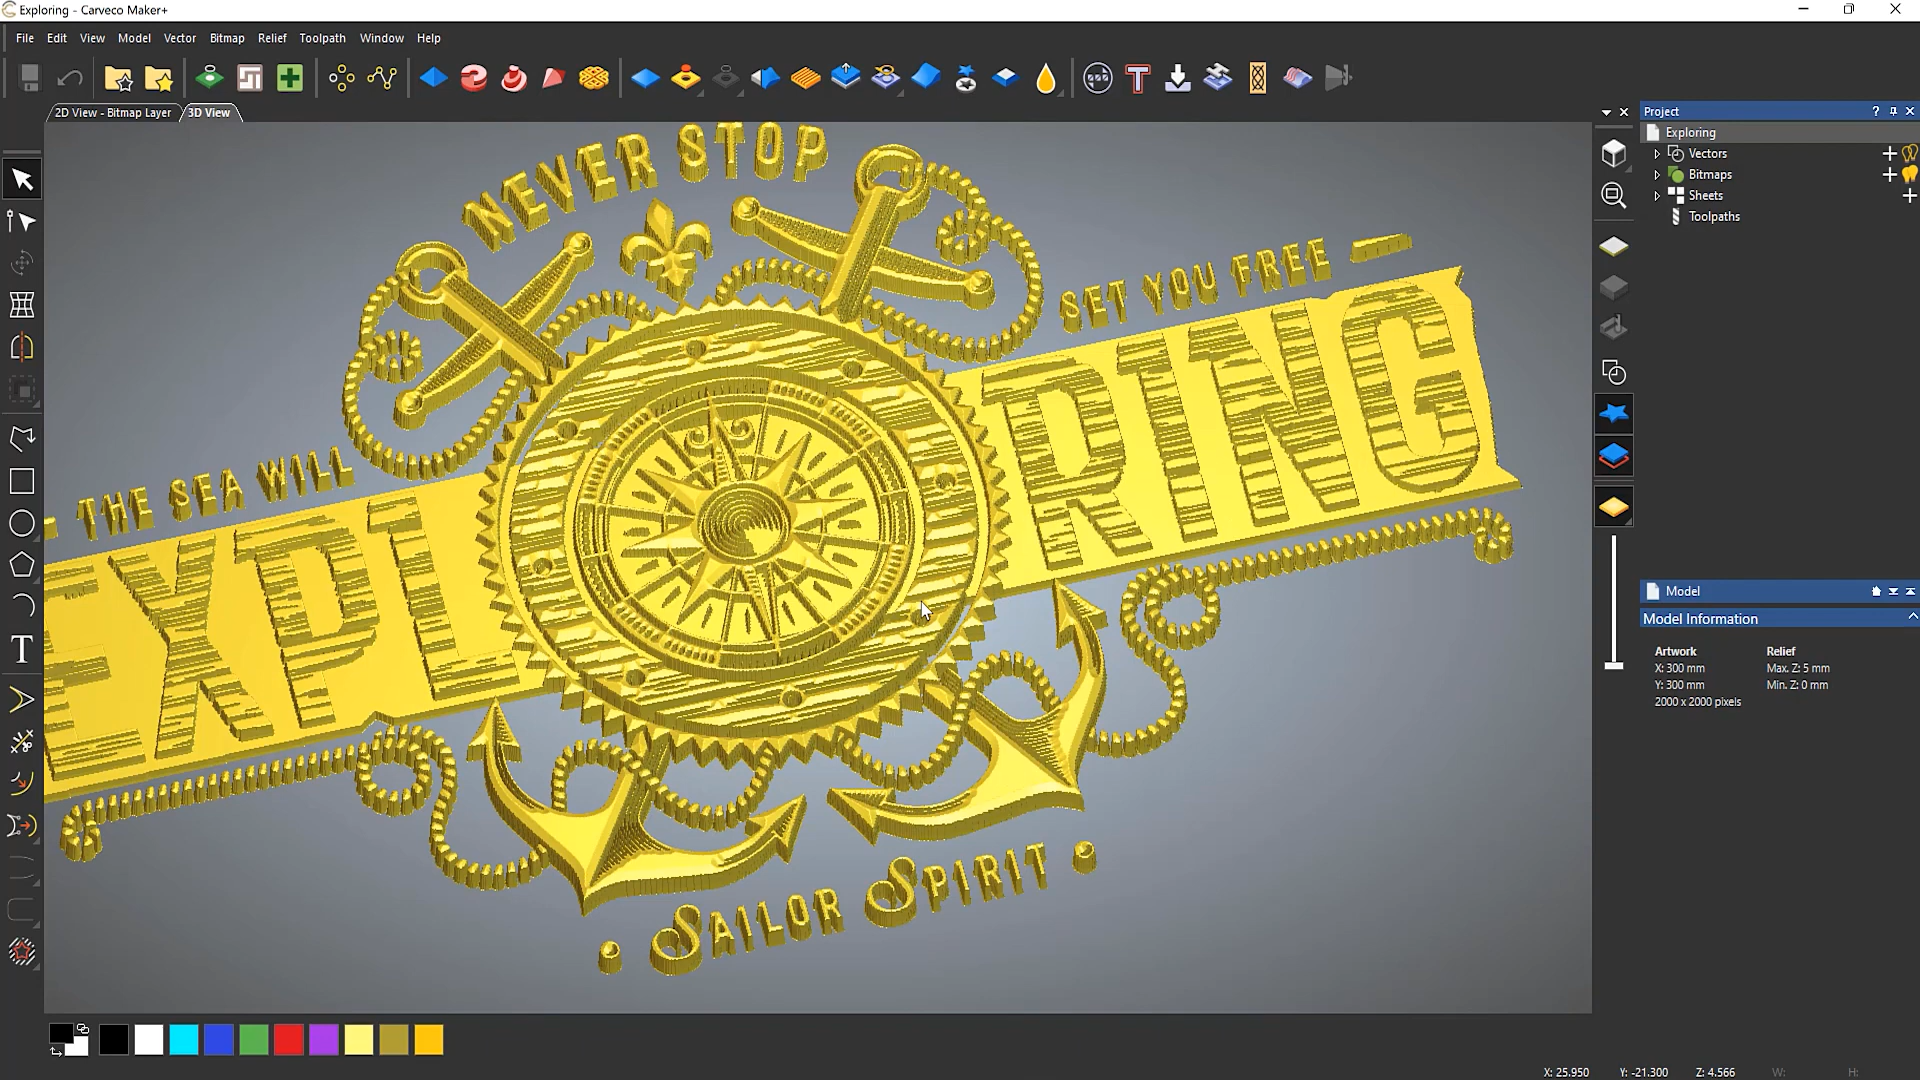 Exploring - Carveco Maker+
File Edit View Model Vector Bitmap Relief Toolpath Window Help
2D View - Bitmap Layer 3D View
Project
Exploring
Vectors
Bitmaps
Sheets
Toolpaths
NEVER STOP
THE SEA WILL
SET YOU FREE
EXPL RING
SAILOR SPIRIT
T
Model
Model Information
Artwork Relief
X: 300 mm Max. Z: 5 mm
Y: 300 mm Min. Z: 0 mm
2000 x 2000 pixels
X: 25.950 Y: -21.300 Z: 4.566 W: H: